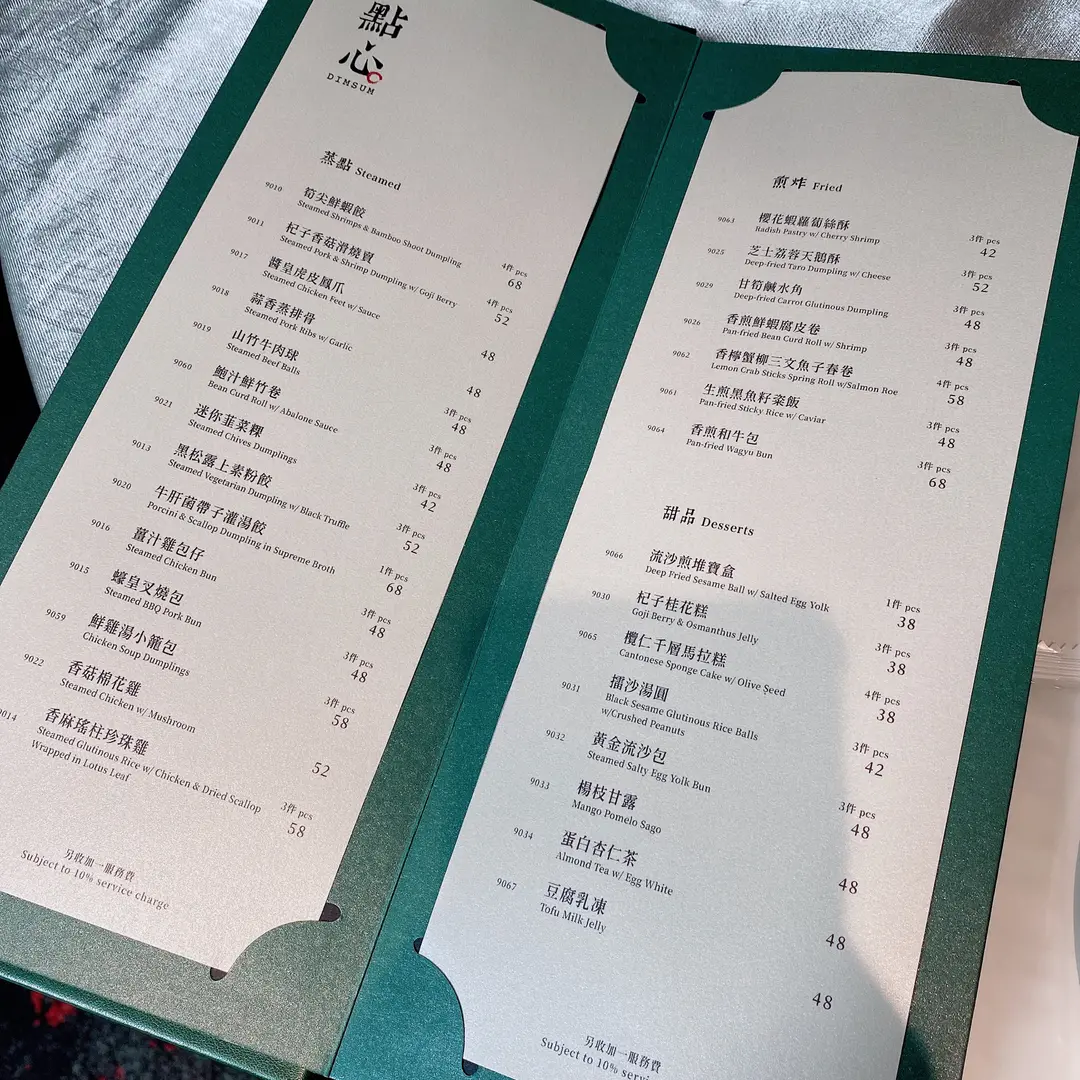 點心
DIMSUM
蒸點 Steamed
9010 筍尖鮮蝦餃
Steamed Shrimps & Bamboo Shoot Dumpling
4件 pcs
68
9011 杞子香菇滑燒賣
Steamed Pork & Shrimp Dumpling w/ Goji Berry
4件 pcs
52
9017 醬皇虎皮鳳爪
Steamed Chicken Feet w/ Sauce
48
9018 蒜香蒸排骨
Steamed Pork Ribs w/ Garlic
48
9019 山竹牛肉球
Steamed Beef Balls
3件 pcs
48
9060 鮑汁鮮竹卷
Bean Curd Roll w/ Abalone Sauce
3件 pcs
48
9021 迷你韮菜粿
Steamed Chives Dumplings
3件 pcs
42
9013 黑松露上素粉餃
Steamed Vegetarian Dumpling w/ Black Truffle
3件 pcs
52
9020 牛肝菌帶子灌湯餃
Porcini & Scallop Dumpling in Supreme Broth
1件 pcs
68
9016 薑汁雞包仔
Steamed Chicken Bun
3件 pcs
48
9015 蠔皇叉燒包
Steamed BBQ Pork Bun
3件 pcs
48
9059 鮮雞湯小籠包
Chicken Soup Dumplings
3件 pcs
58
9022 香菇棉花雞
Steamed Chicken w/ Mushroom
52
9014 香麻瑤柱珍珠雞
Steamed Glutinous Rice w/ Chicken & Dried Scallop
Wrapped in Lotus Leaf
3件 pcs
58
另收加一服務費
Subject to 10% service charge
煎炸 Fried
9063 櫻花蝦蘿蔔絲酥
Radish Pastry w/ Cherry Shrimp
3件 pcs
42
9025 芝士荔蓉天鵝酥
Deep-fried Taro Dumpling w/ Cheese
3件 pcs
52
9029 甘筍鹹水角
Deep-fried Carrot Glutinous Dumpling
3件 pcs
48
9026 香煎鮮蝦腐皮卷
Pan-fried Bean Curd Roll w/ Shrimp
3件 pcs
48
9062 香檸蟹柳三文魚子春卷
Lemon Crab Sticks Spring Roll w/Salmon Roe
4件 pcs
58
9061 生煎黑魚籽粢飯
Pan-fried Sticky Rice w/ Caviar
3件 pcs
48
9064 香煎和牛包
Pan-fried Wagyu Bun
3件 pcs
68
甜品 Desserts
9066 流沙煎堆寶盒
Deep Fried Sesame Ball w/ Salted Egg Yolk
1件 pcs
38
9030 杞子桂花糕
Goji Berry & Osmanthus Jelly
3件 pcs
38
9065 欖仁千層馬拉糕
Cantonese Sponge Cake w/ Olive Seed
4件 pcs
38
9031 擂沙湯圓
Black Sesame Glutinous Rice Balls
w/Crushed Peanuts
3件 pcs
42
9032 黃金流沙包
Steamed Salty Egg Yolk Bun
3件 pcs
48
9033 楊枝甘露
Mango Pomelo Sago
48
9034 蛋白杏仁茶
Almond Tea w/ Egg White
48
9067 豆腐乳凍
Tofu Milk Jelly
48
另收加一服務費
Subject to 10% service